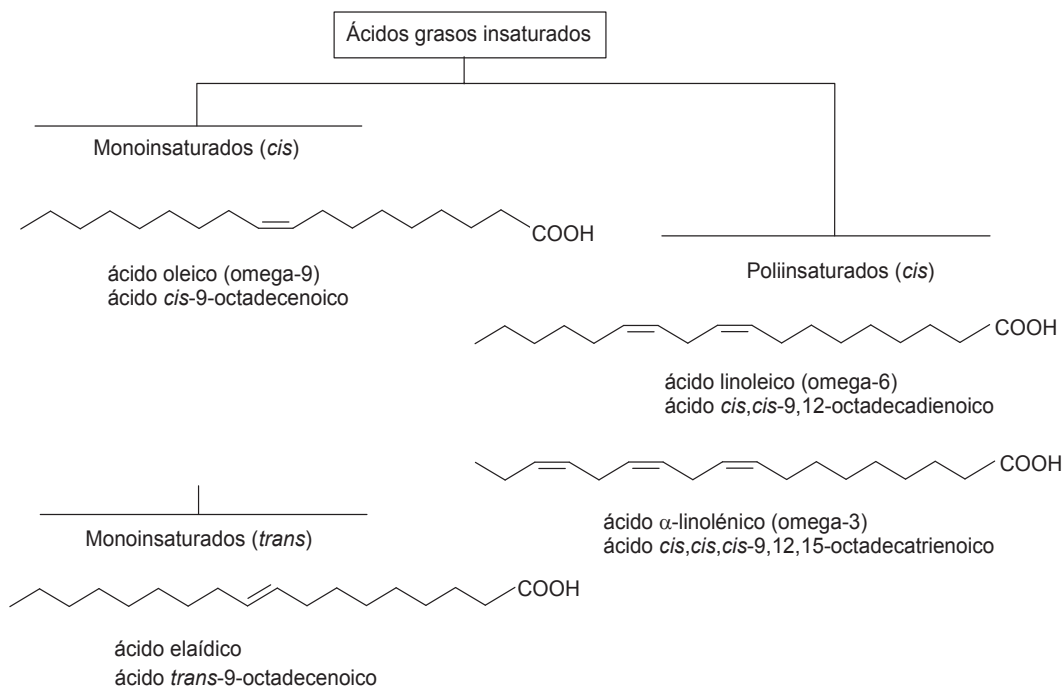 Ácidos grasos insaturados
Monoinsaturados (cis)
COOH
ácido oleico (omega-9)
ácido cis-9-octadecenoico
Poliinsaturados (cis)
COOH
ácido linoleico (omega-6)
ácido cis,cis-9,12-octadecadienoico
COOH
ácido α-linolénico (omega-3)
ácido cis,cis,cis-9,12,15-octadecatrienoico
Monoinsaturados (trans)
COOH
ácido elaídico
ácido trans-9-octadecenoico